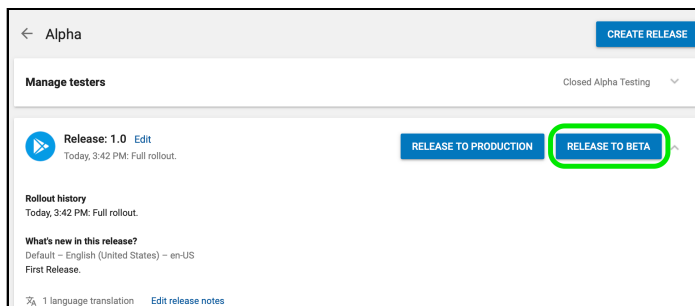 Alpha
CREATE RELEASE
Manage testers
Closed Alpha Testing
Release: 1.0 Edit
Today, 3:42 PM: Full rollout.
RELEASE TO PRODUCTION
RELEASE TO BETA
Rollout history
Today, 3:42 PM: Full rollout.
What's new in this release?
Default – English (United States) – en-US
First Release.
1 language translation Edit release notes